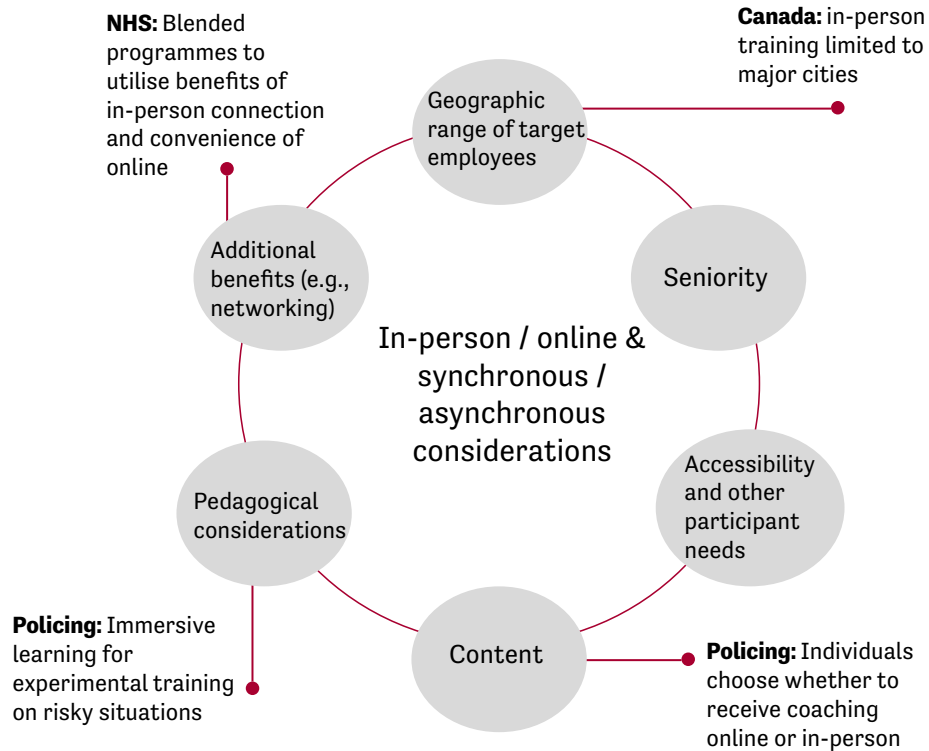 NHS: Blended
programmes to
utilise benefits of
in-person connection
and convenience of
online
Canada: in-person
training limited to
major cities
Geographic
range of target
employees
Additional
benefits (e.g.,
networking)
Seniority
In-person / online &
synchronous /
asynchronous
considerations
Pedagogical
considerations
Accessibility
and other
participant
needs
Content
Policing: Immersive
learning for
experimental training
on risky situations
Policing: Individuals
choose whether to
receive coaching
online or in-person